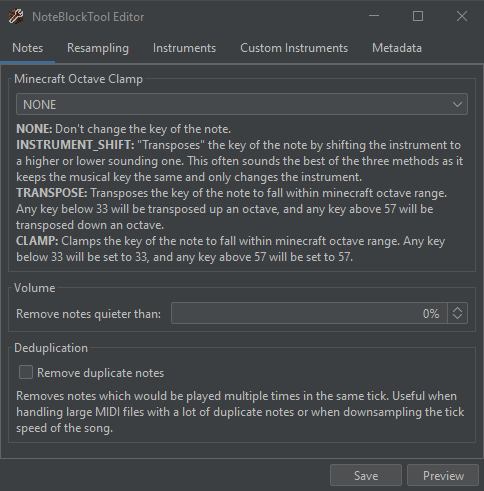 NoteBlockTool Editor
Notes Resampling Instruments Custom Instruments Metadata
Minecraft Octave Clamp
NONE
NONE: Don't change the key of the note.
INSTRUMENT_SHIFT: "Transposes" the key of the note by shifting the instrument to
a higher or lower sounding one. This often sounds the best of the three methods as it
keeps the musical key the same and only changes the instrument.
TRANSPOSE: Transposes the key of the note to fall within minecraft octave range.
Any key below 33 will be transposed up an octave, and any key above 57 will be
transposed down an octave.
CLAMP: Clamps the key of the note to fall within minecraft octave range. Any key
below 33 will be set to 33, and any key above 57 will be set to 57.
Volume
Remove notes quieter than: 0%
Deduplication
Remove duplicate notes
Removes notes which would be played multiple times in the same tick. Useful when
handling large MIDI files with a lot of duplicate notes or when downsampling the tick
speed of the song.
Save Preview